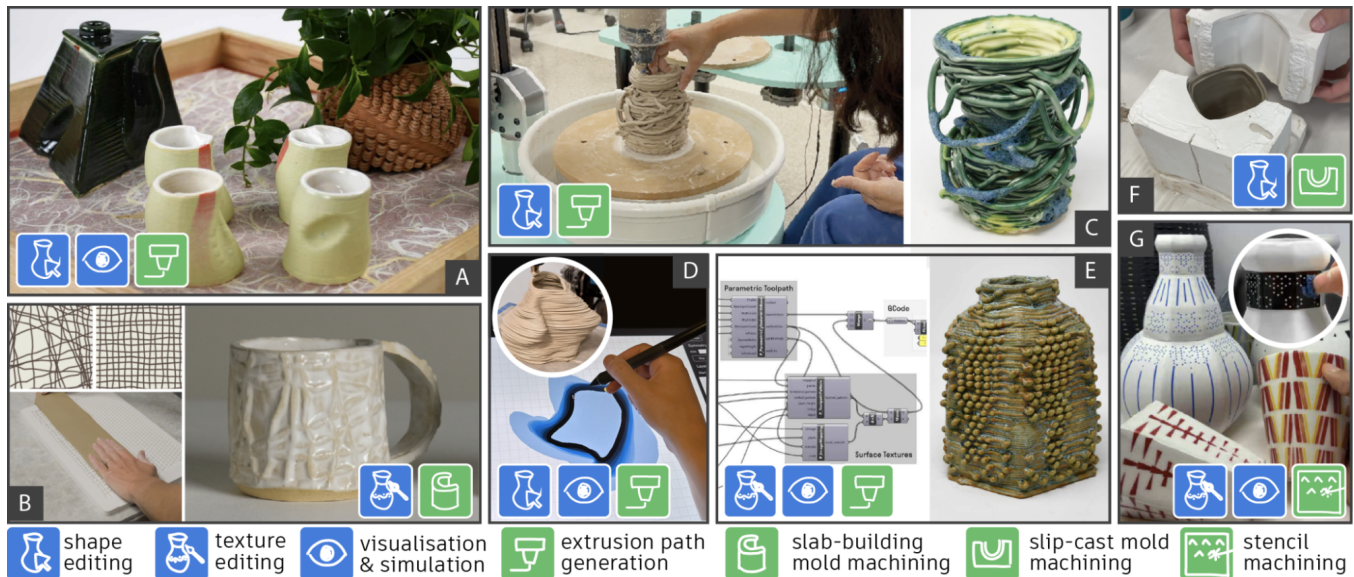 A
B
C
D
Parametric Toolpath
GCode
Surface Textures
E
F
G
shape
editing
texture
editing
visualisation
& simulation
extrusion path
generation
slab-building
mold machining
slip-cast mold
machining
stencil
machining